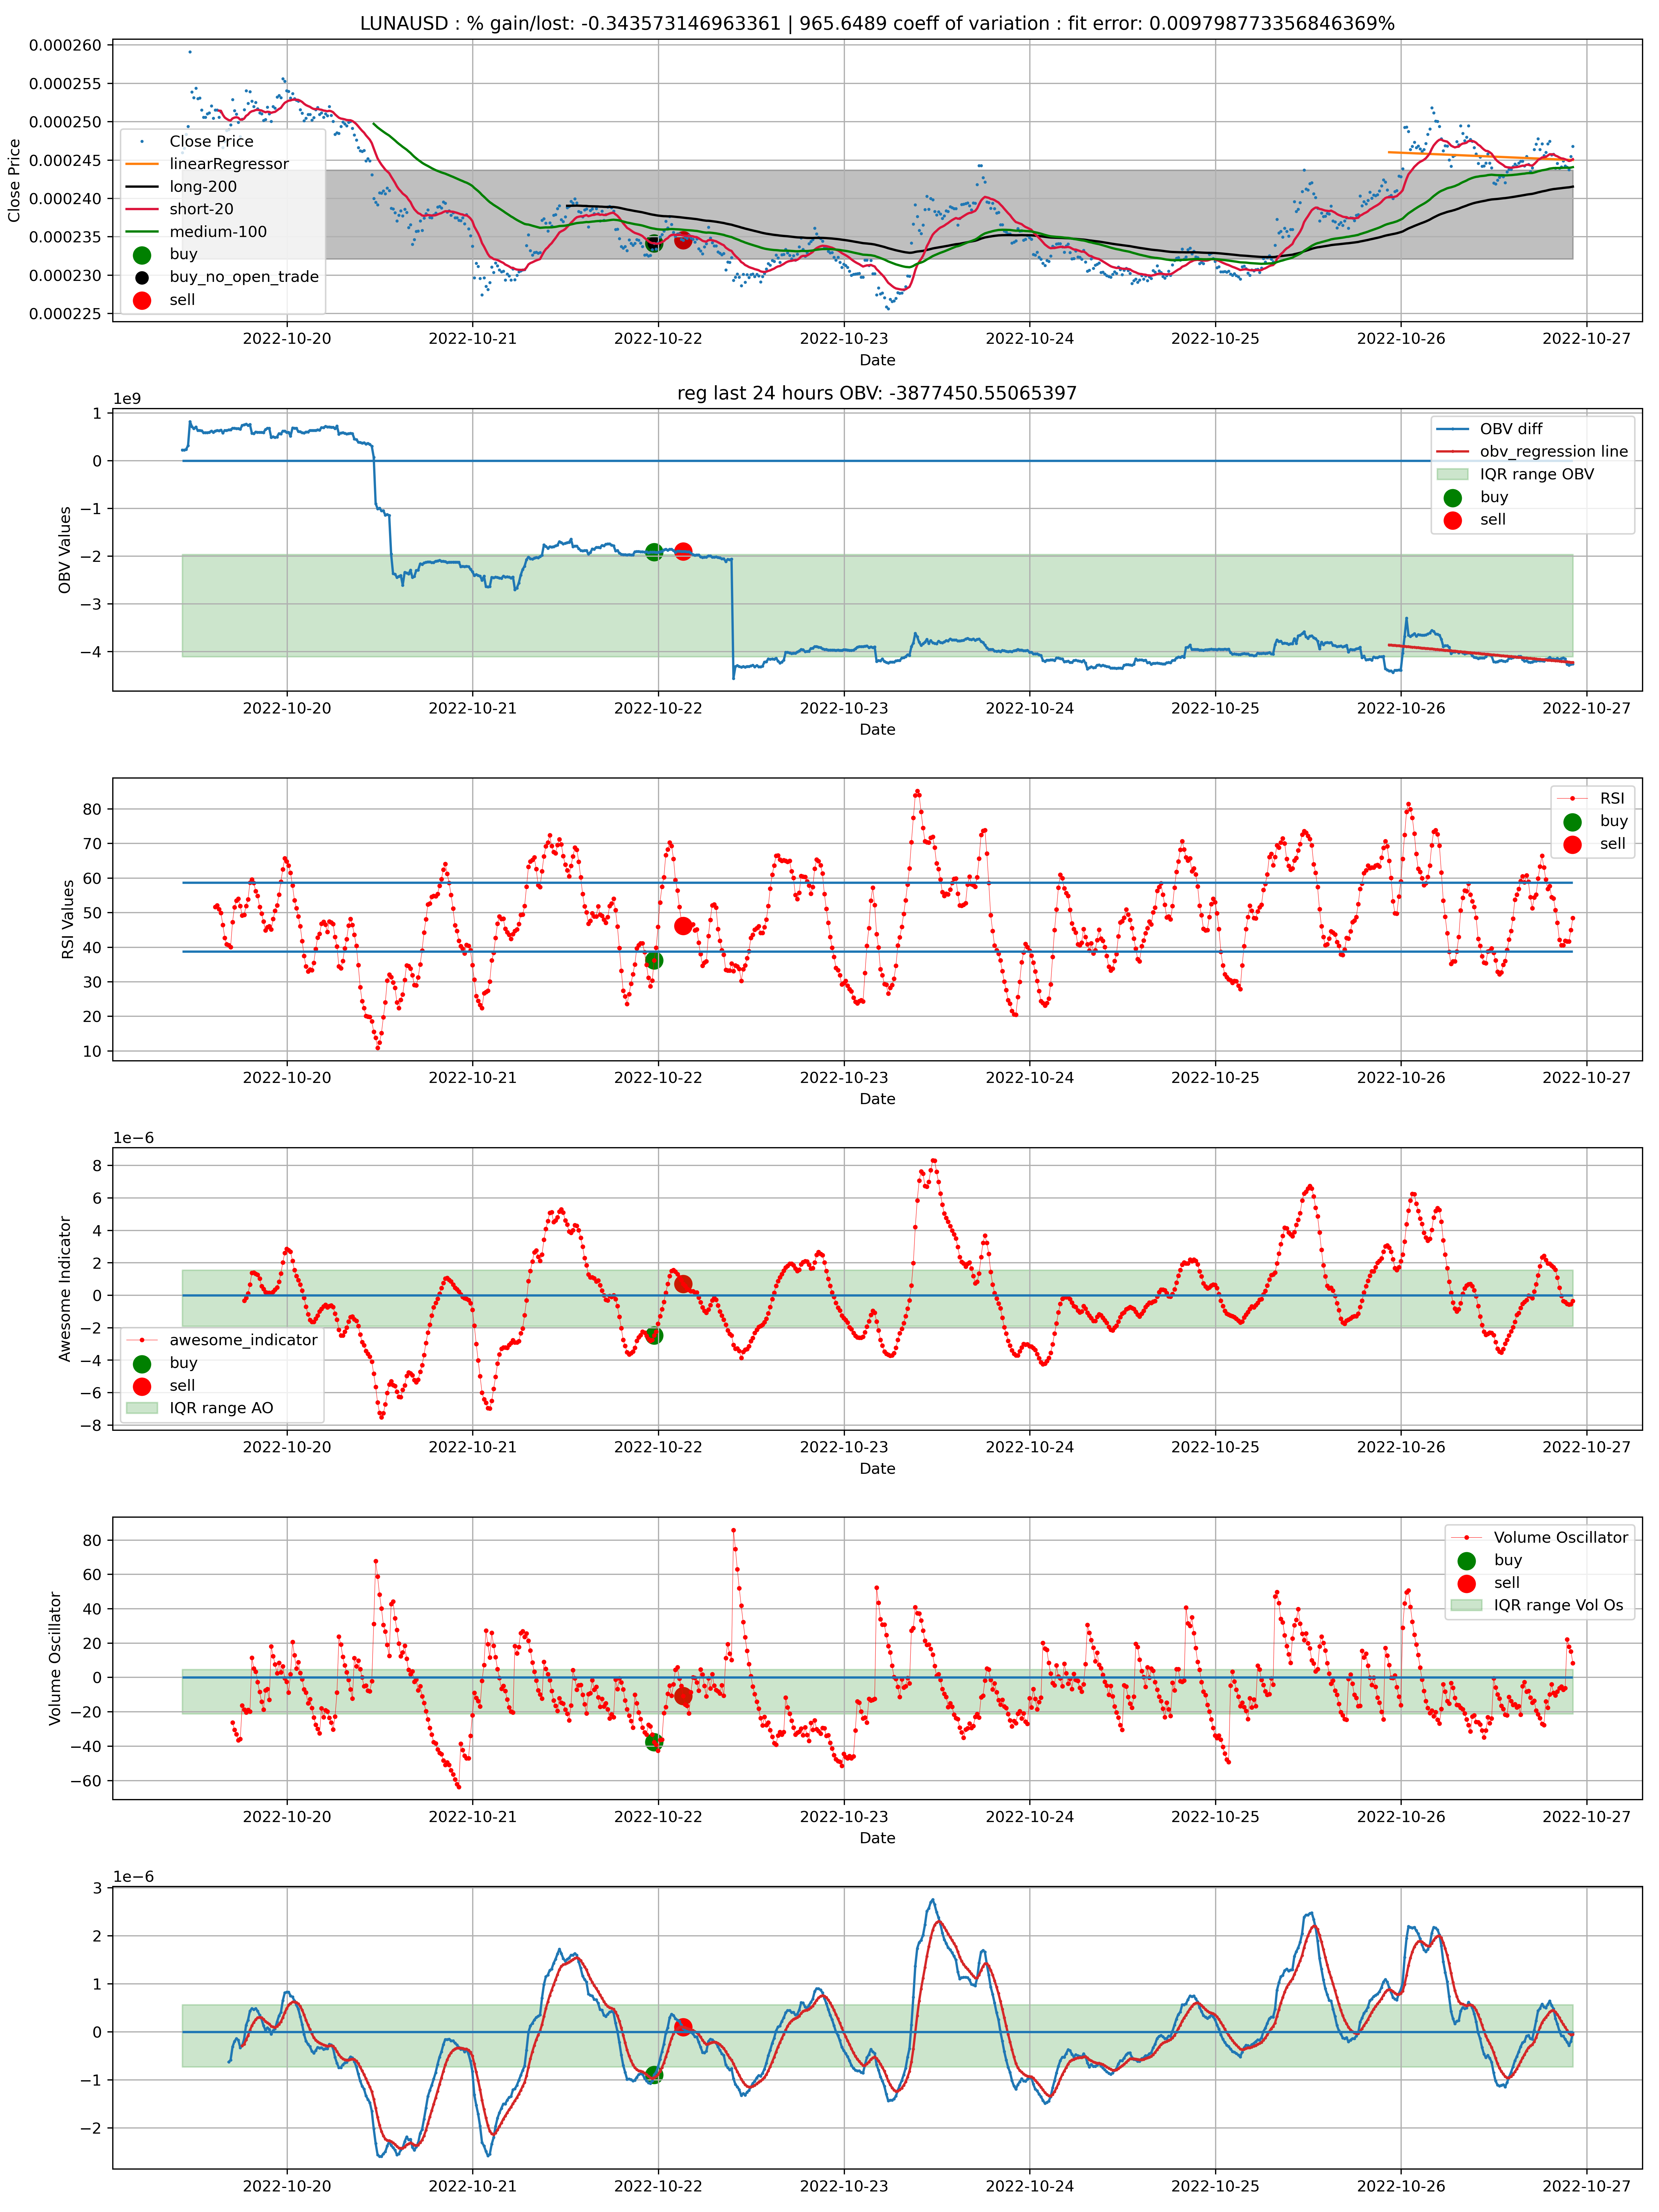 LUNAUSD : % gain/lost: -0.343573146963361 | 965.6489 coeff of variation : fit error: 0.009798773356846369%
0.000260
0.000255
0.000250
0.000245
0.000240
0.000235
0.000230
0.000225
Close Price
Close Price
linearRegressor
long-200
short-20
medium-100
buy
buy_no_open_trade
sell
2022-10-20 2022-10-21 2022-10-22 2022-10-23 2022-10-24 2022-10-25 2022-10-26 2022-10-27
Date
reg last 24 hours OBV: -3877450.55065397
1e9
1
0
−1
−2
−3
−4
OBV Values
OBV diff
obv_regression line
IQR range OBV
buy
sell
2022-10-20 2022-10-21 2022-10-22 2022-10-23 2022-10-24 2022-10-25 2022-10-26 2022-10-27
Date
80
70
60
50
40
30
20
10
RSI Values
RSI
buy
sell
2022-10-20 2022-10-21 2022-10-22 2022-10-23 2022-10-24 2022-10-25 2022-10-26 2022-10-27
Date
1e−6
8
6
4
2
0
−2
−4
−6
−8
Awesome Indicator
awesome_indicator
buy
sell
IQR range AO
2022-10-20 2022-10-21 2022-10-22 2022-10-23 2022-10-24 2022-10-25 2022-10-26 2022-10-27
Date
80
60
40
20
0
−20
−40
−60
Volume Oscillator
Volume Oscillator
buy
sell
IQR range Vol Os
2022-10-20 2022-10-21 2022-10-22 2022-10-23 2022-10-24 2022-10-25 2022-10-26 2022-10-27
Date
1e−6
3
2
1
0
−1
−2
2022-10-20 2022-10-21 2022-10-22 2022-10-23 2022-10-24 2022-10-25 2022-10-26 2022-10-27